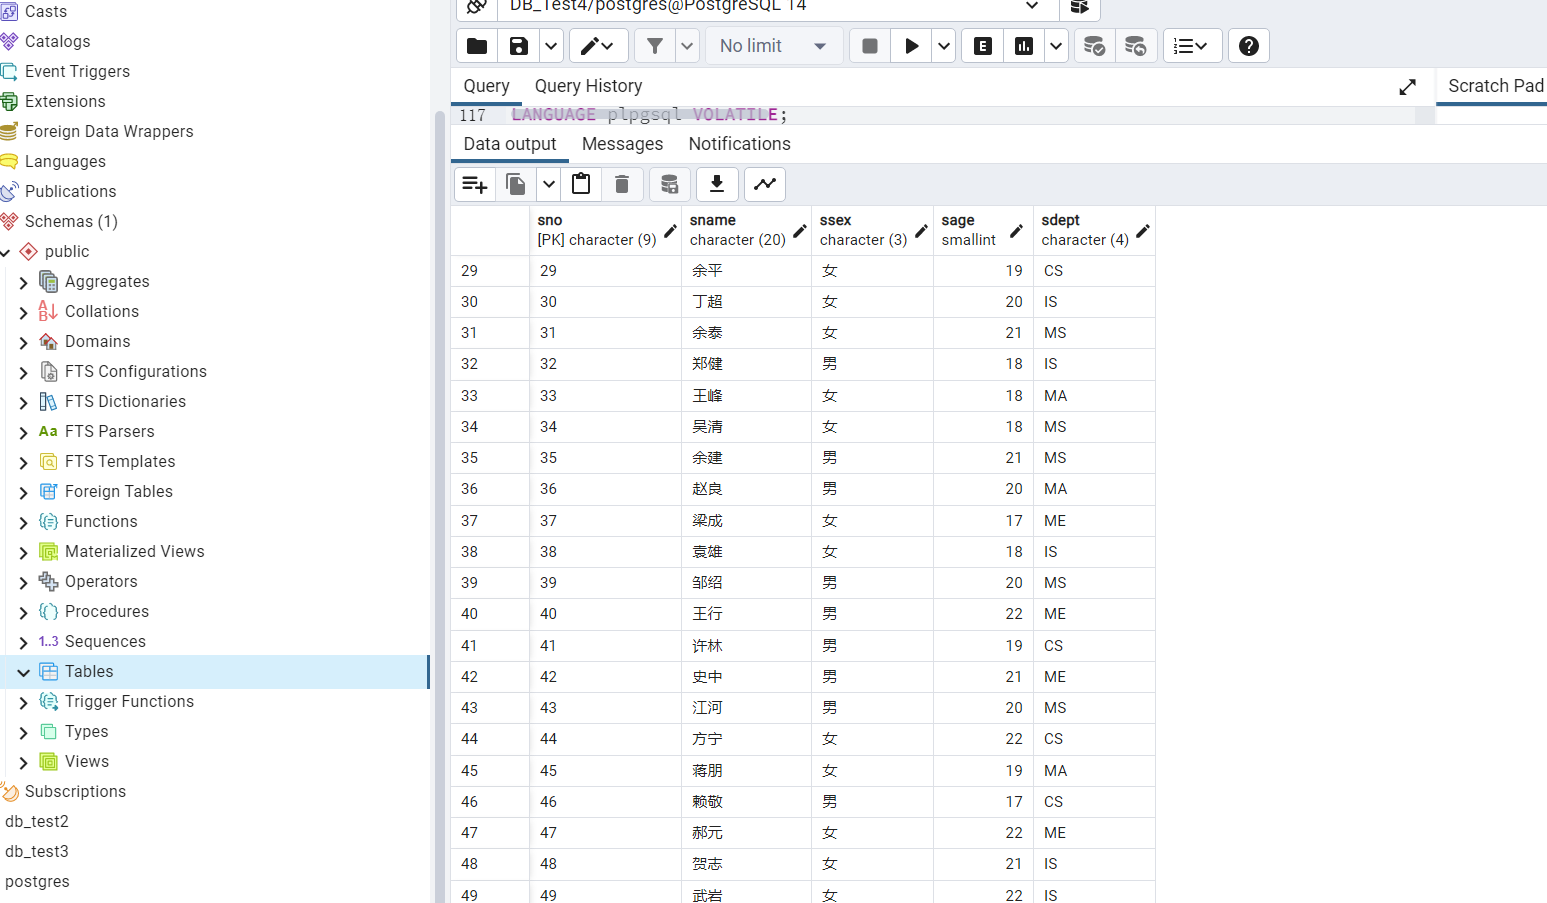 Casts
Catalogs
Event Triggers
Extensions
Foreign Data Wrappers
Languages
Publications
Schemas (1)
public
Aggregates
Collations
Domains
FTS Configurations
FTS Dictionaries
Aa FTS Parsers
FTS Templates
Foreign Tables
Functions
Materialized Views
Operators
Procedures
1..3 Sequences
Tables
Trigger Functions
Types
Views
Subscriptions
db_test2
db_test3
postgres
DB_Test4/postgres@PostgreSQL 14
No limit
E
Query Query History
Scratch Pad
117 LANGUAGE plpgsql VOLATILE;
Data output Messages Notifications
sno sname ssex sage sdept
[PK] character (9) character (20) character (3) smallint character (4)
29 29 余平 女 19 CS
30 30 丁超 女 20 IS
31 31 余泰 女 21 MS
32 32 郑健 男 18 IS
33 33 王峰 女 18 MA
34 34 吴清 女 18 MS
35 35 余建 男 21 MS
36 36 赵良 男 20 MA
37 37 梁成 女 17 ME
38 38 袁雄 女 18 IS
39 39 邹绍 男 20 MS
40 40 王行 男 22 ME
41 41 许林 男 19 CS
42 42 史中 男 21 ME
43 43 江河 男 20 MS
44 44 方宁 女 22 CS
45 45 蒋朋 女 19 MA
46 46 赖敬 男 17 CS
47 47 郝元 女 22 ME
48 48 贺志 女 21 IS
49 49 武岩 女 22 IS